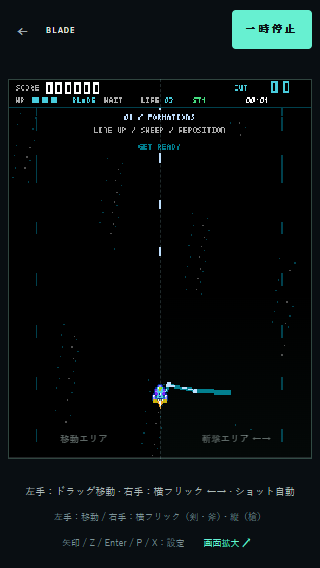 ← BLADE 一時停止
SCORE 000000 CUT 00
WP BLADE WAIT LIFE 03 ST1 00:01
01 / FORMATIONS
LINE UP / SWEEP / REPOSITION
GET READY
移動エリア 斬撃エリア ←→
左手：ドラッグ移動・右手：横フリック ←→・ショット自動
左手：移動 / 右手：横フリック（剣・斧）・縦（槍）
矢印 / Z / Enter / P / X：設定 画面拡大 ⤢